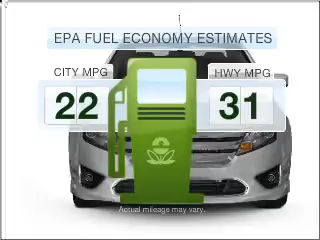 EPA FUEL ECONOMY ESTIMATES
CITY MPG
HWY MPG
22
31
Actual mileage may vary.